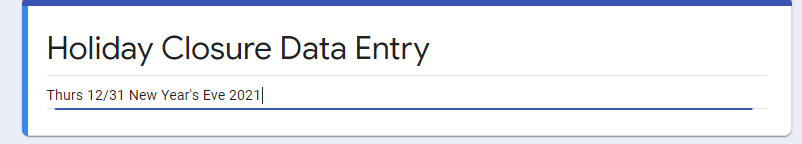 Holiday Closure Data Entry
Thurs 12/31 New Year's Eve 2021